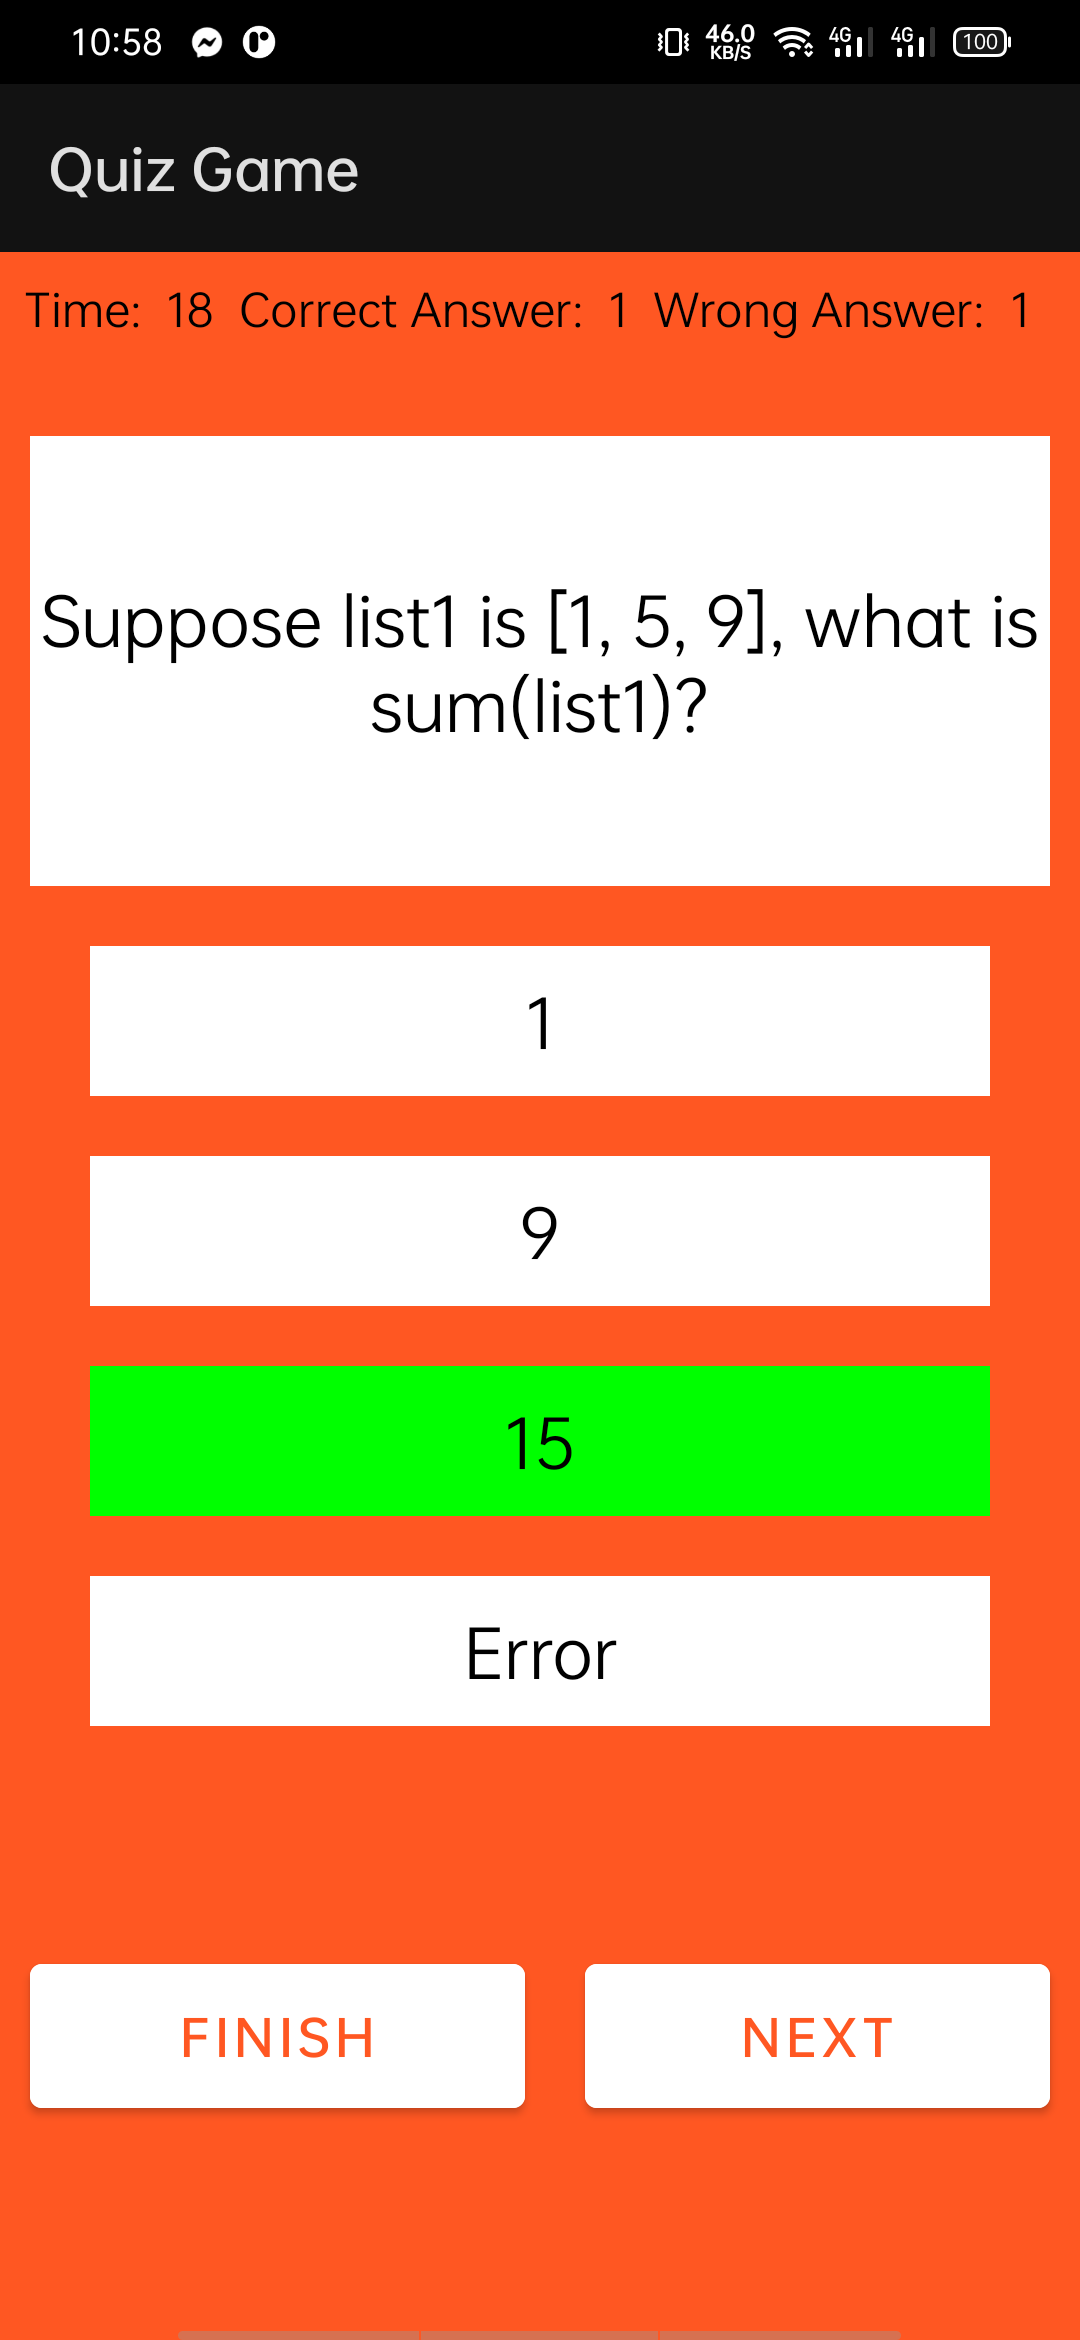 10:58 46.0 KB/S 4G 4G 100
Quiz Game
Time: 18 Correct Answer: 1 Wrong Answer: 1
Suppose list1 is [1, 5, 9], what is
sum(list1)?
1
9
15
Error
FINISH NEXT